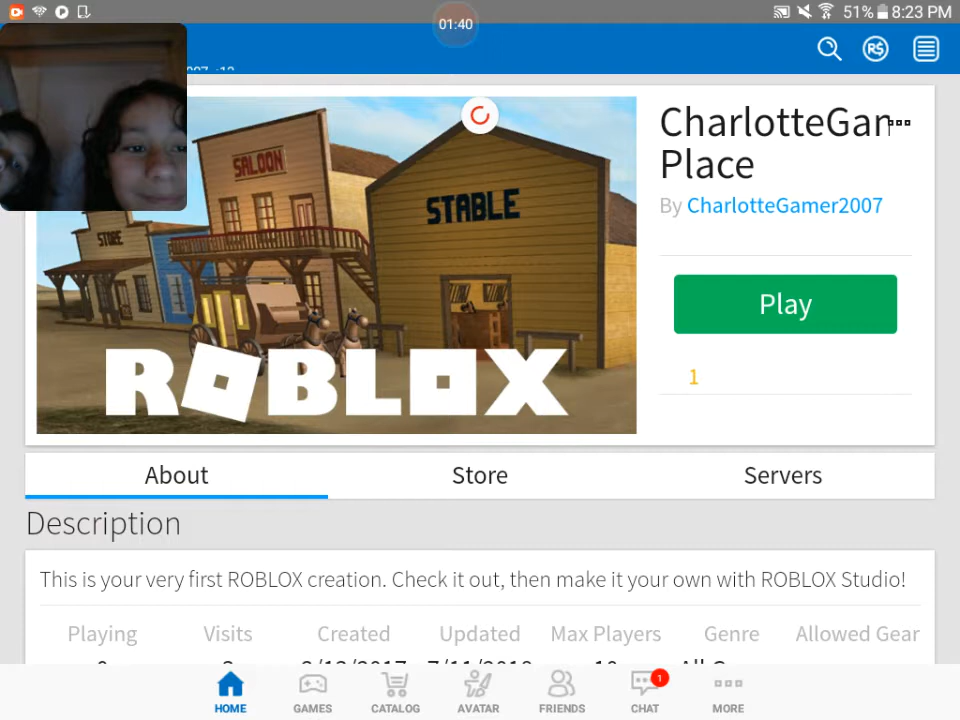 01:40
51% 8:23 PM
R$
SALOON
STORE
STABLE
ROBLOX
CharlotteGam
Place
By CharlotteGamer2007
Play
1
About Store Servers
Description
This is your very first ROBLOX creation. Check it out, then make it your own with ROBLOX Studio!
Playing Visits Created Updated Max Players Genre Allowed Gear
1
HOME GAMES CATALOG AVATAR FRIENDS CHAT MORE